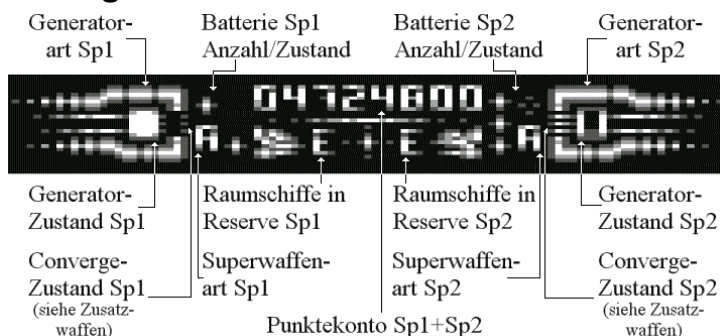 Generator-
art Sp1
Batterie Sp1
Anzahl/Zustand
Batterie Sp2
Anzahl/Zustand
Generator-
art Sp2
E E
Generator-
Zustand Sp1
Raumschiffe in
Reserve Sp1
Raumschiffe in
Reserve Sp2
Generator-
Zustand Sp2
Converge-
Zustand Sp1
(siehe Zusatz-
waffen)
Superwaffen-
art Sp1
Superwaffen-
art Sp2
Converge-
Zustand Sp2
(siehe Zusatz-
waffen)
Punktekonto Sp1+Sp2